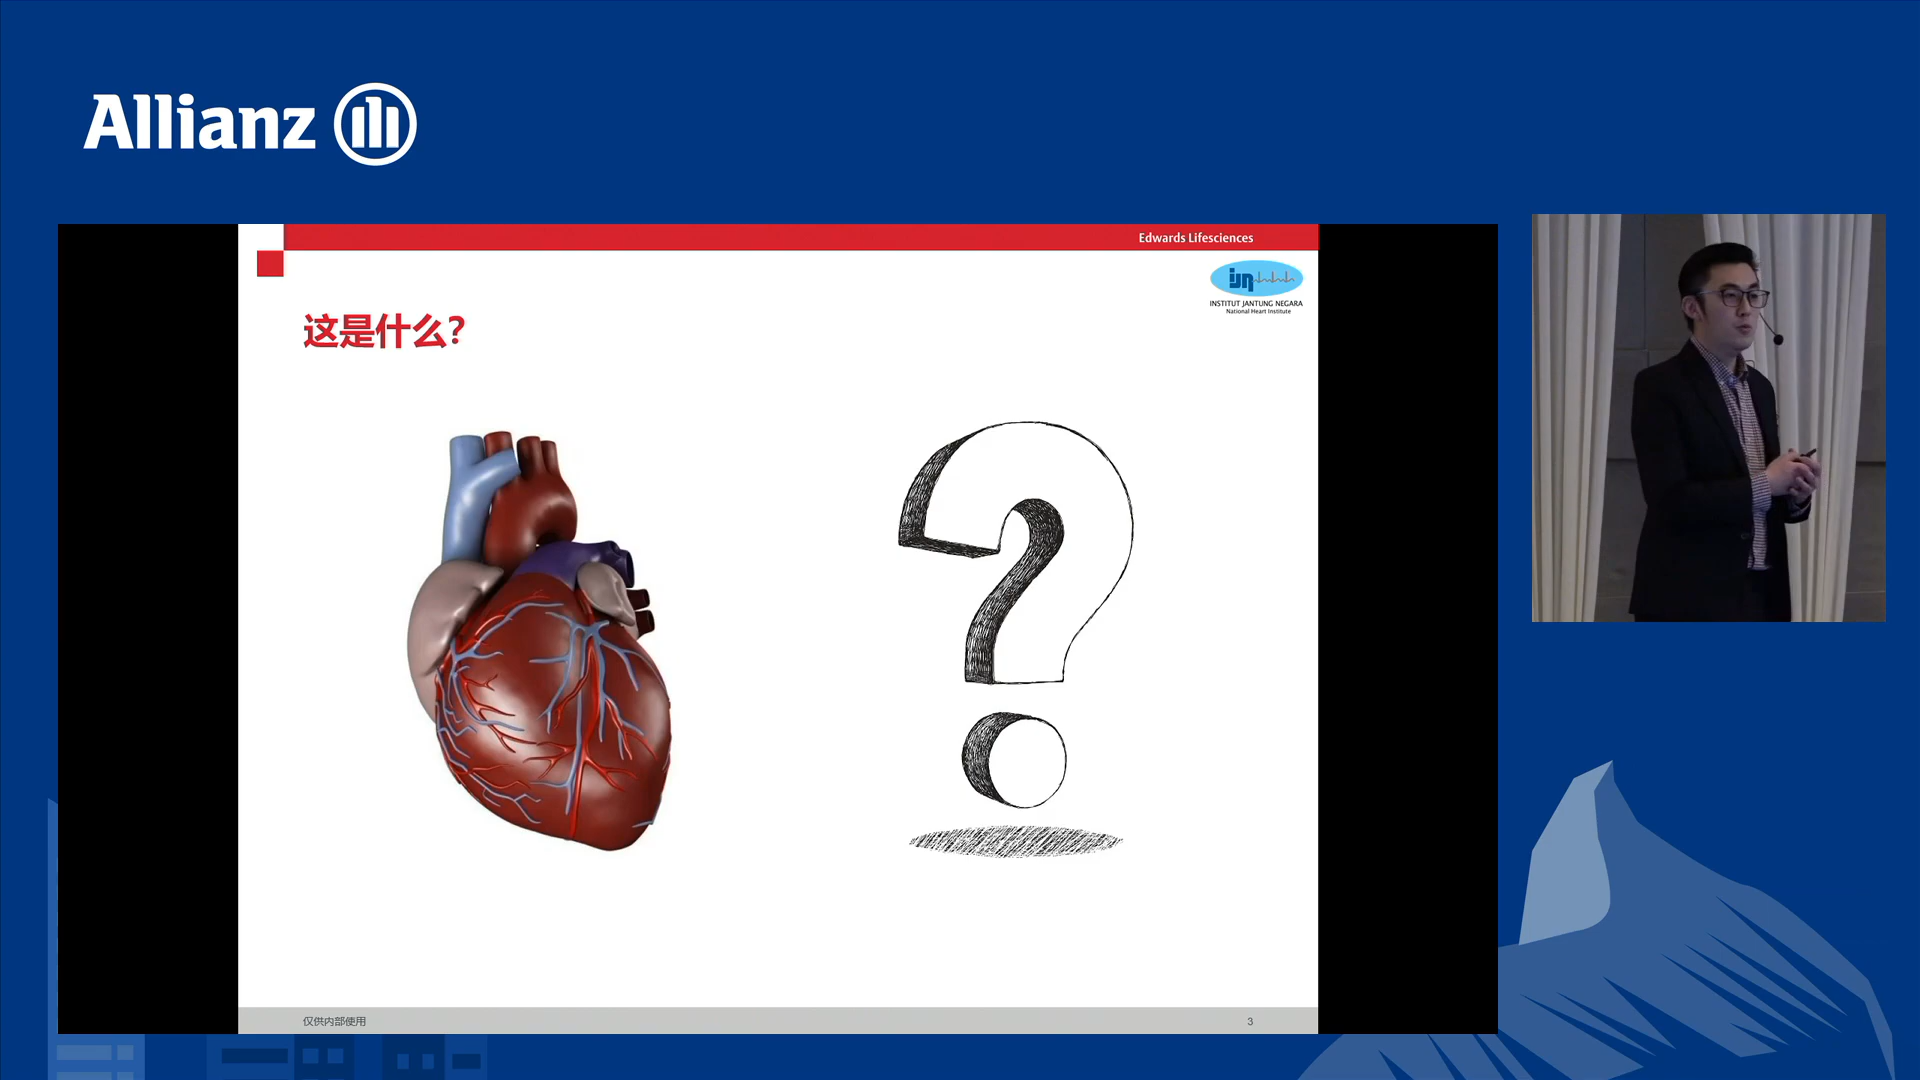 Allianz
Edwards Lifesciences
ijn
INSTITUT JANTUNG NEGARA
National Heart Institute
这是什么？
仅供内部使用
3